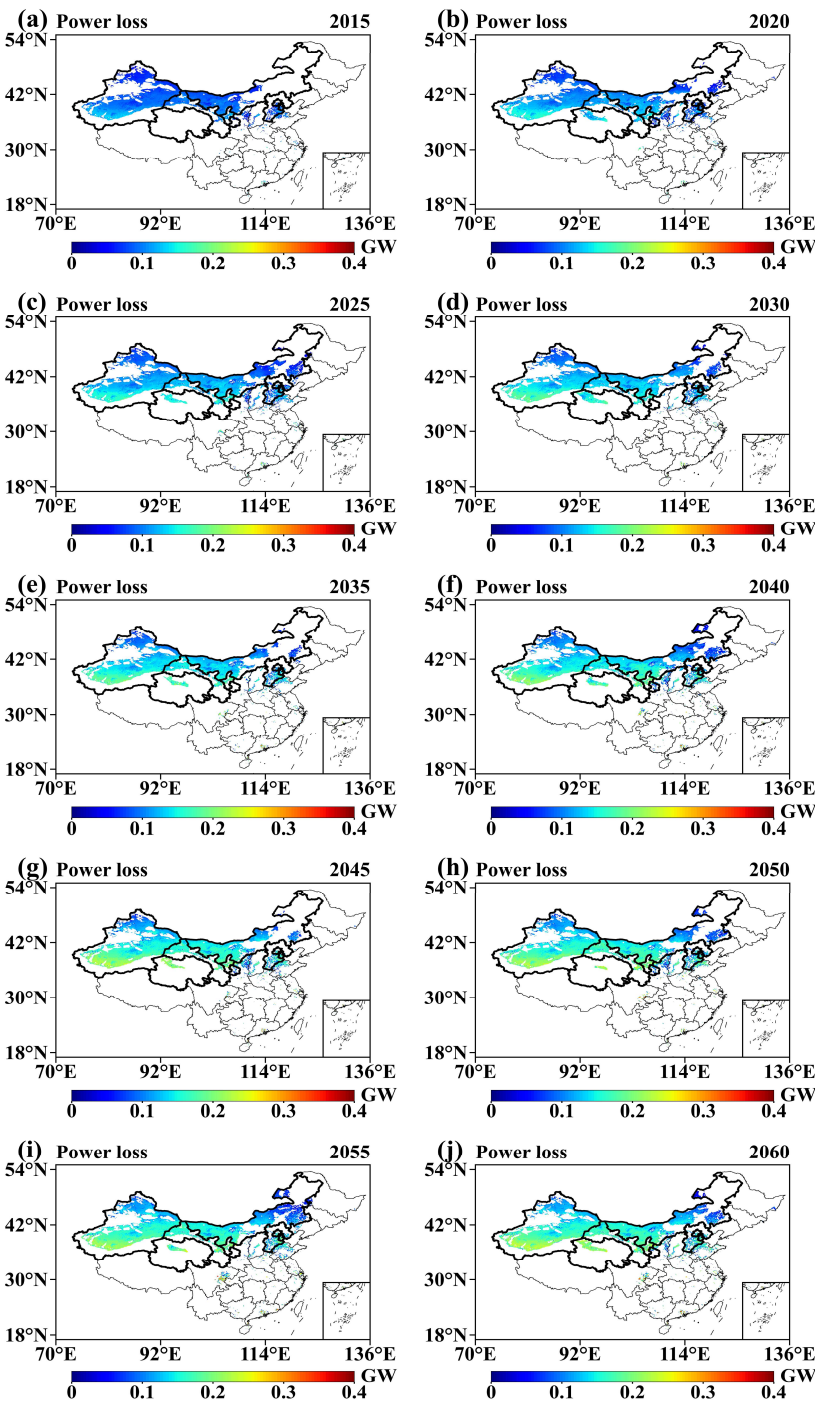 (a) Power loss 2015
54°N
42°N
30°N
18°N
70°E 92°E 114°E 136°E
GW
0 0.1 0.2 0.3 0.4
(b) Power loss 2020
54°N
42°N
30°N
18°N
70°E 92°E 114°E 136°E
GW
0 0.1 0.2 0.3 0.4
(c) Power loss 2025
54°N
42°N
30°N
18°N
70°E 92°E 114°E 136°E
GW
0 0.1 0.2 0.3 0.4
(d) Power loss 2030
54°N
42°N
30°N
18°N
70°E 92°E 114°E 136°E
GW
0 0.1 0.2 0.3 0.4
(e) Power loss 2035
54°N
42°N
30°N
18°N
70°E 92°E 114°E 136°E
GW
0 0.1 0.2 0.3 0.4
(f) Power loss 2040
54°N
42°N
30°N
18°N
70°E 92°E 114°E 136°E
GW
0 0.1 0.2 0.3 0.4
(g) Power loss 2045
54°N
42°N
30°N
18°N
70°E 92°E 114°E 136°E
GW
0 0.1 0.2 0.3 0.4
(h) Power loss 2050
54°N
42°N
30°N
18°N
70°E 92°E 114°E 136°E
GW
0 0.1 0.2 0.3 0.4
(i) Power loss 2055
54°N
42°N
30°N
18°N
70°E 92°E 114°E 136°E
GW
0 0.1 0.2 0.3 0.4
(j) Power loss 2060
54°N
42°N
30°N
18°N
70°E 92°E 114°E 136°E
GW
0 0.1 0.2 0.3 0.4